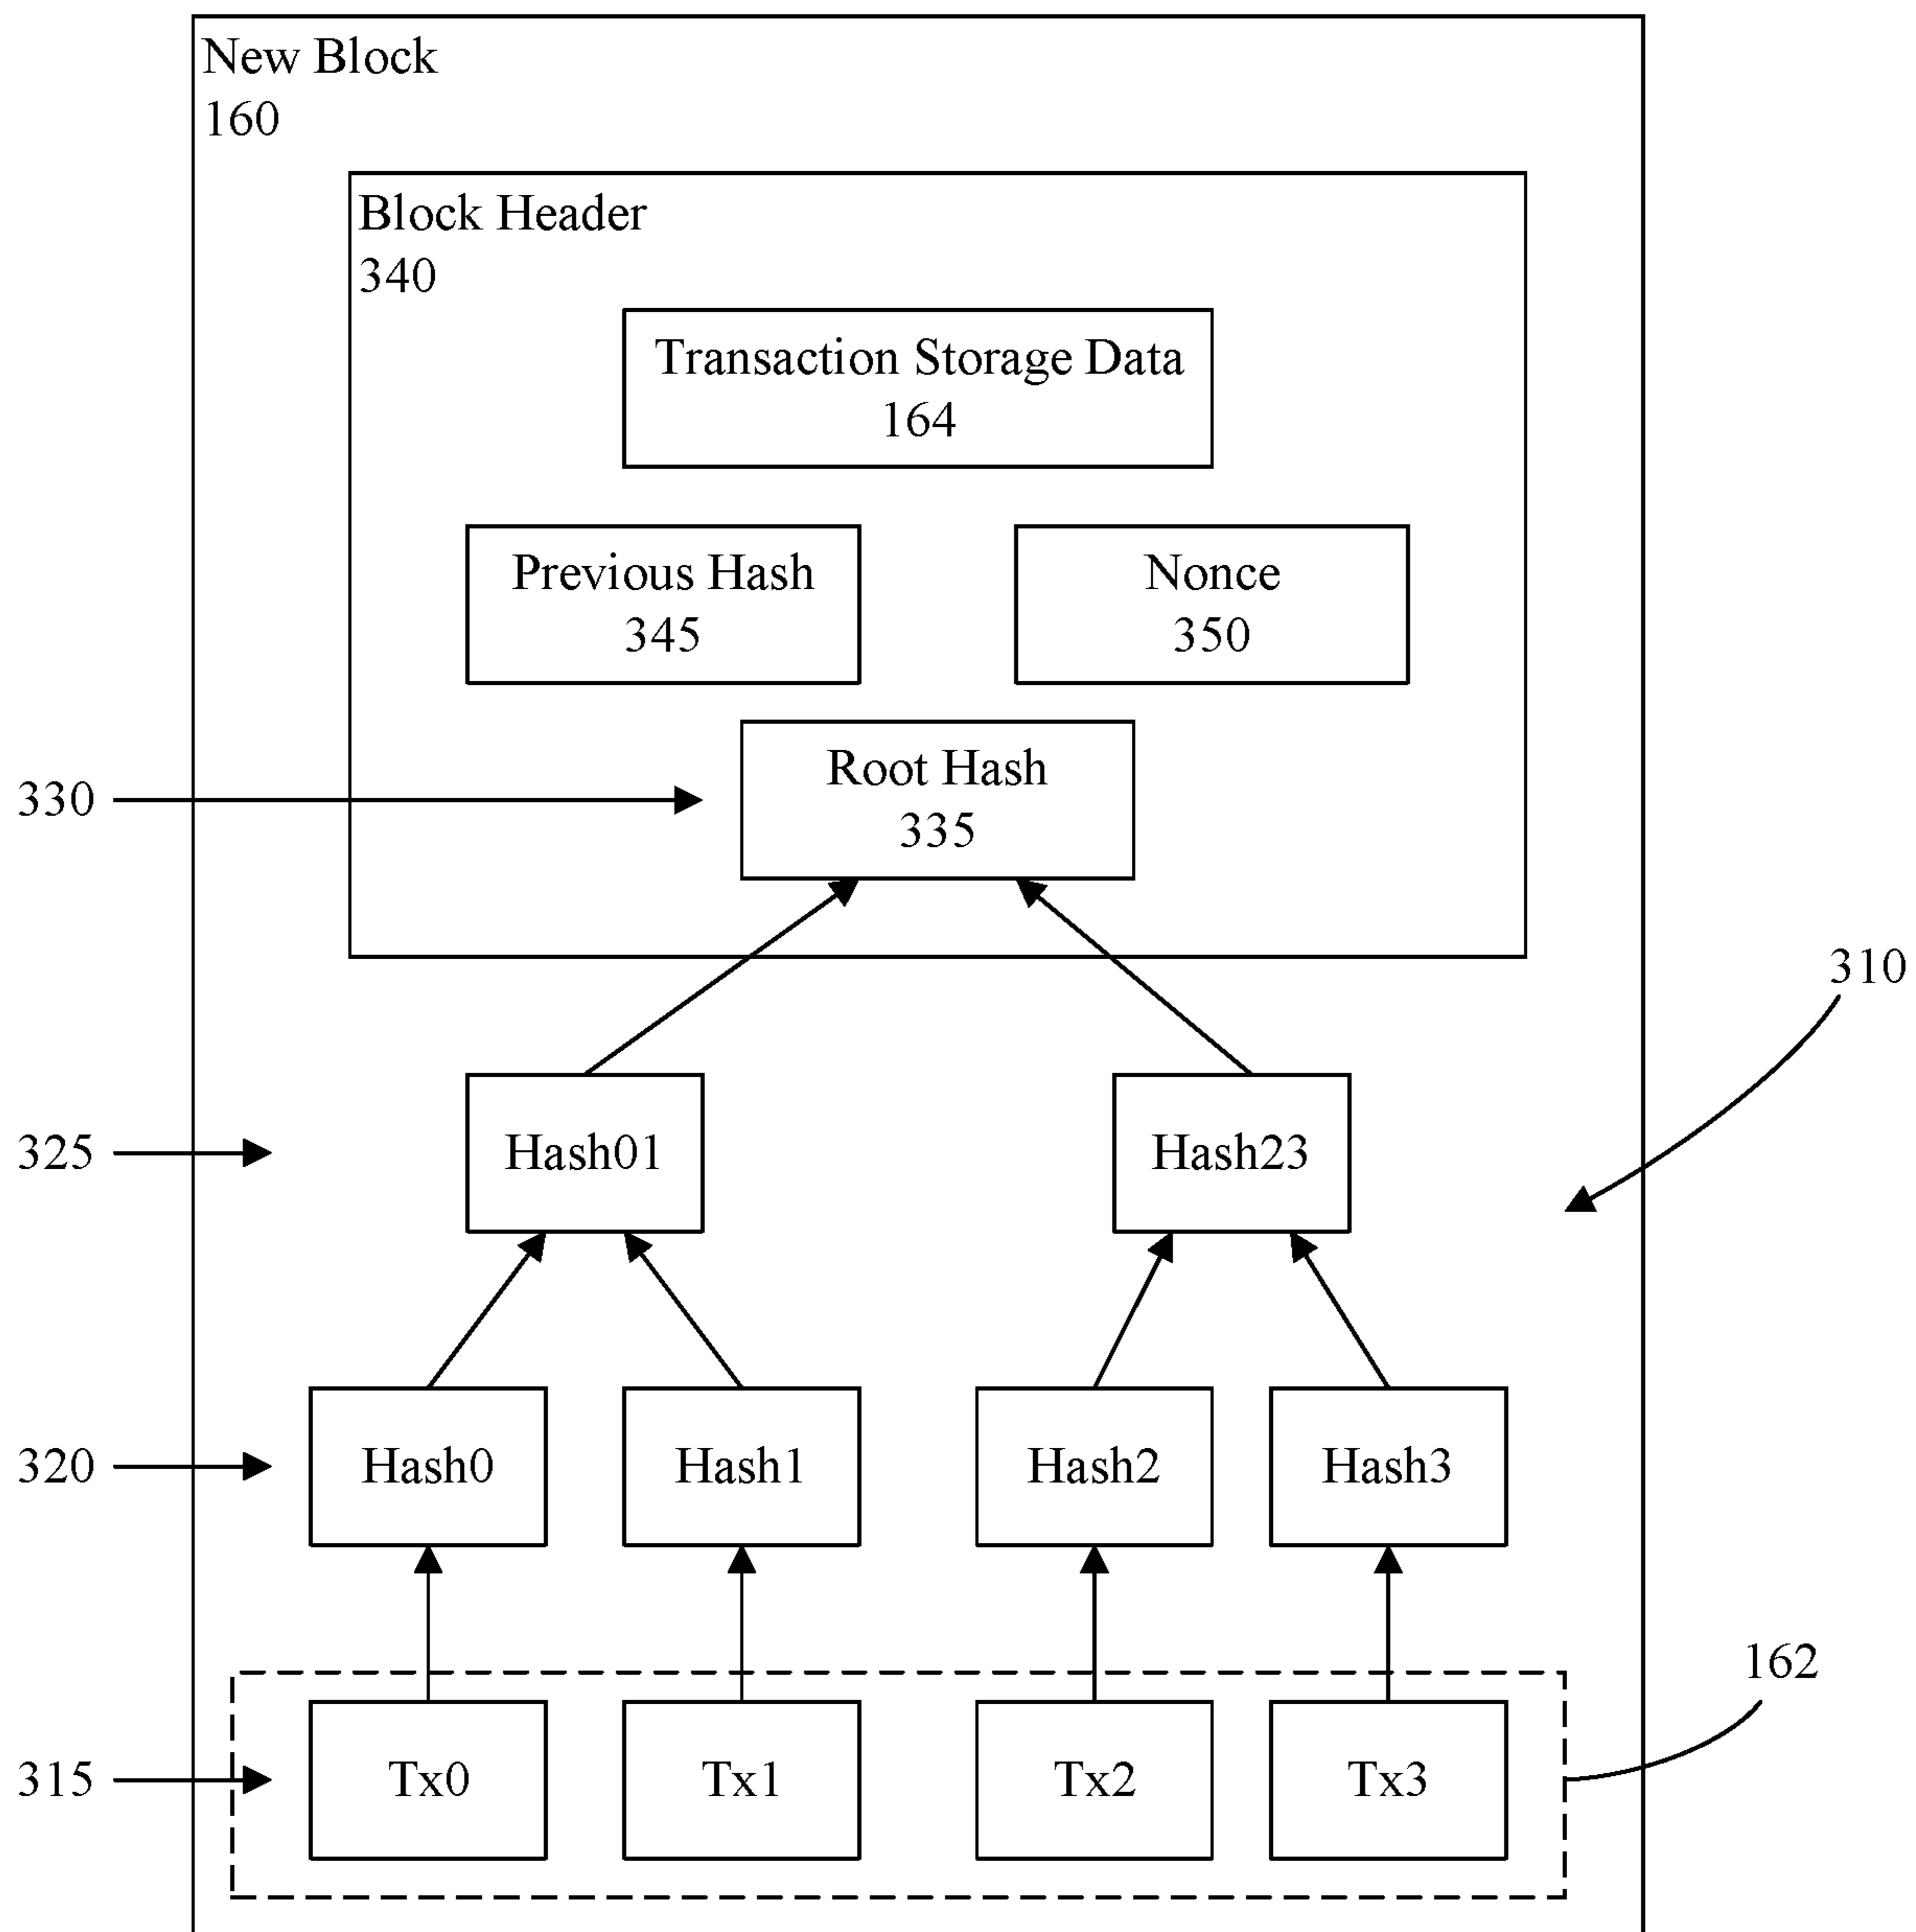 New Block
160
Block Header
340
Transaction Storage Data
164
Previous Hash
345
Nonce
350
330
Root Hash
335
310
325
Hash01
Hash23
320
Hash0
Hash1
Hash2
Hash3
162
315
Tx0
Tx1
Tx2
Tx3